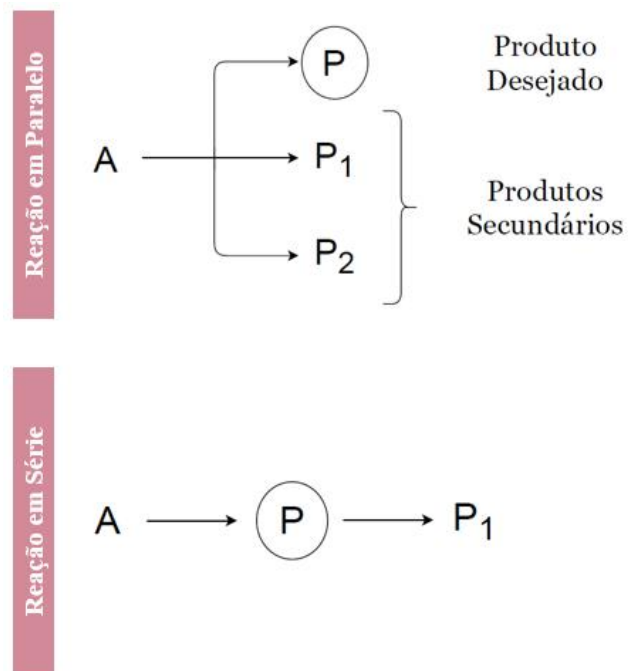 Reação em Paralelo
A
P
P₁
P₂
Produto
Desejado
Produtos
Secundários
Reação em Série
A
P
P₁